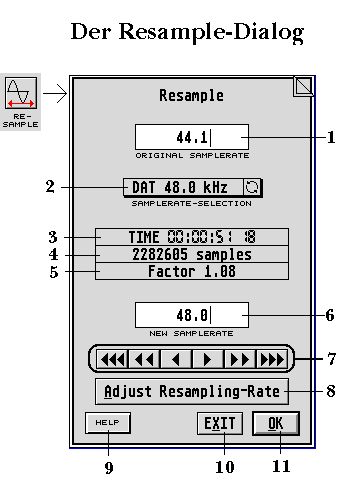 Der Resample-Dialog
RE-
SAMPLE
Resample
44.1
1
ORIGINAL SAMPLERATE
2
DAT 48.0 kHz
SAMPLERATE-SELECTION
3
TIME 00:00:51 18
4
2282605 samples
5
Factor 1.08
48.0
6
NEW SAMPLERATE
7
Adjust Resampling-Rate
8
HELP
EXIT
OK
9
10
11